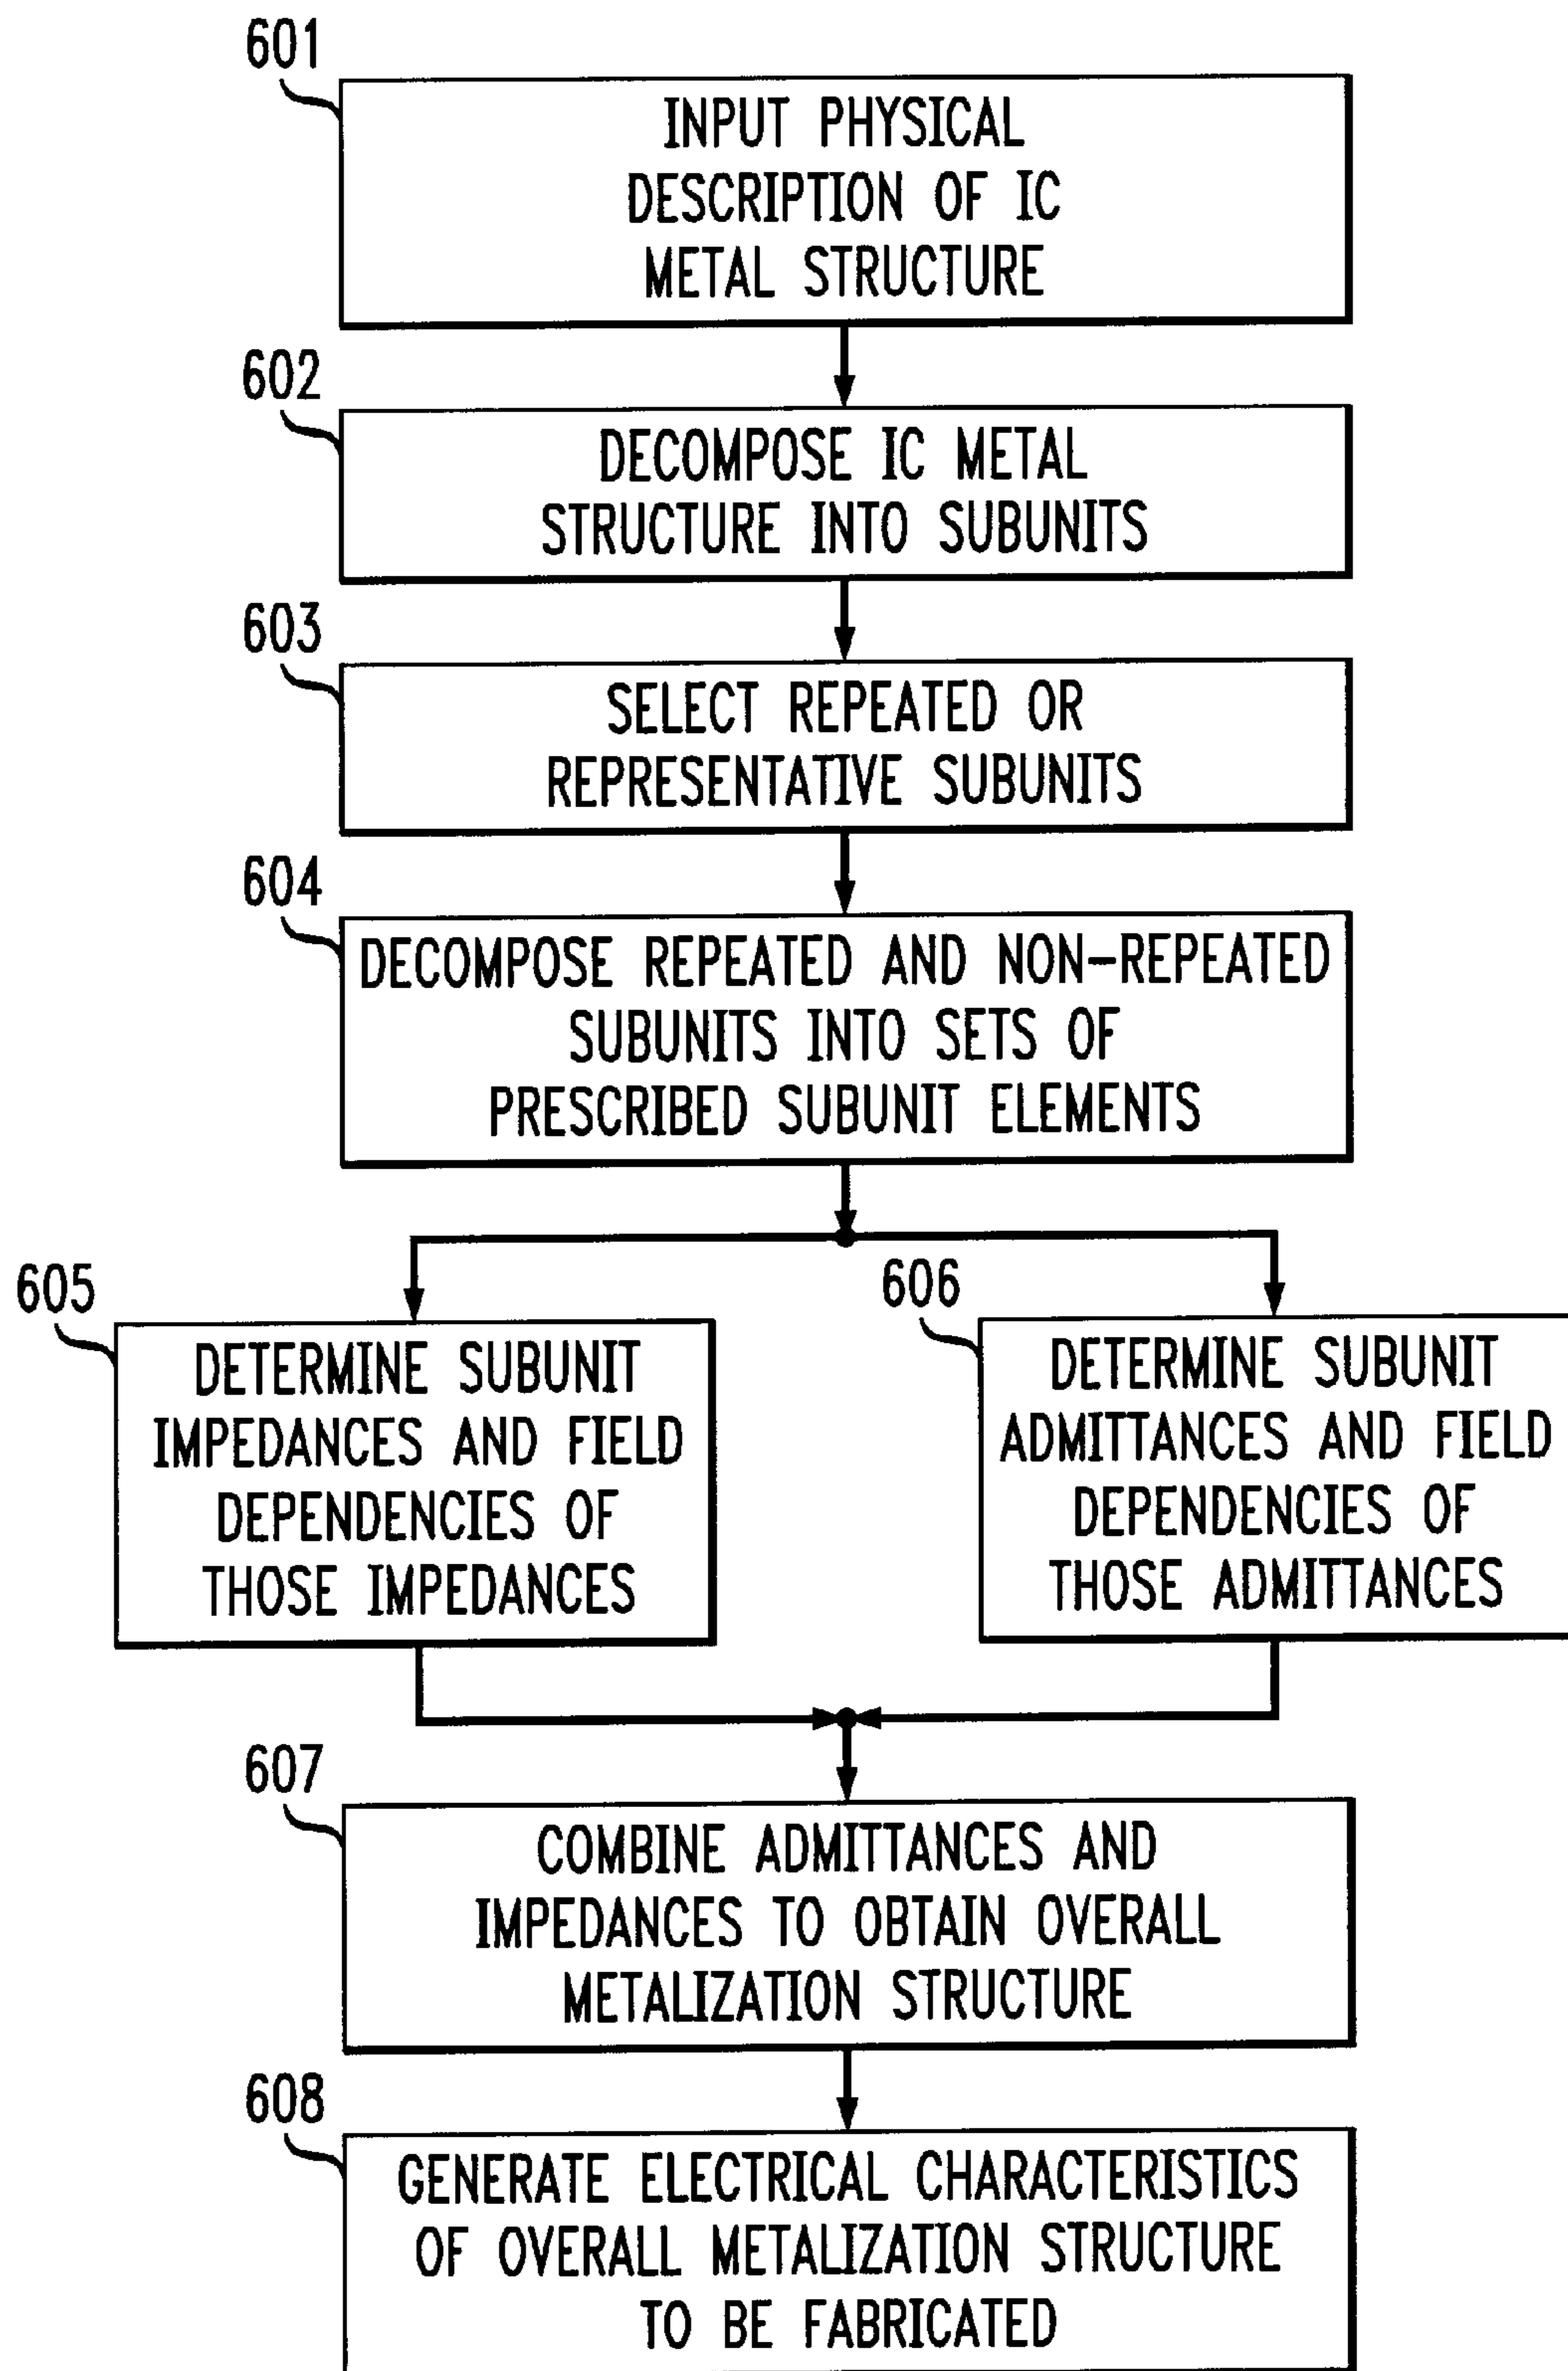 601
INPUT PHYSICAL
DESCRIPTION OF IC
METAL STRUCTURE
602
DECOMPOSE IC METAL
STRUCTURE INTO SUBUNITS
603
SELECT REPEATED OR
REPRESENTATIVE SUBUNITS
604
DECOMPOSE REPEATED AND NON-REPEATED
SUBUNITS INTO SETS OF
PRESCRIBED SUBUNIT ELEMENTS
605
DETERMINE SUBUNIT
IMPEDANCES AND FIELD
DEPENDENCIES OF
THOSE IMPEDANCES
606
DETERMINE SUBUNIT
ADMITTANCES AND FIELD
DEPENDENCIES OF
THOSE ADMITTANCES
607
COMBINE ADMITTANCES AND
IMPEDANCES TO OBTAIN OVERALL
METALIZATION STRUCTURE
608
GENERATE ELECTRICAL CHARACTERISTICS
OF OVERALL METALIZATION STRUCTURE
TO BE FABRICATED